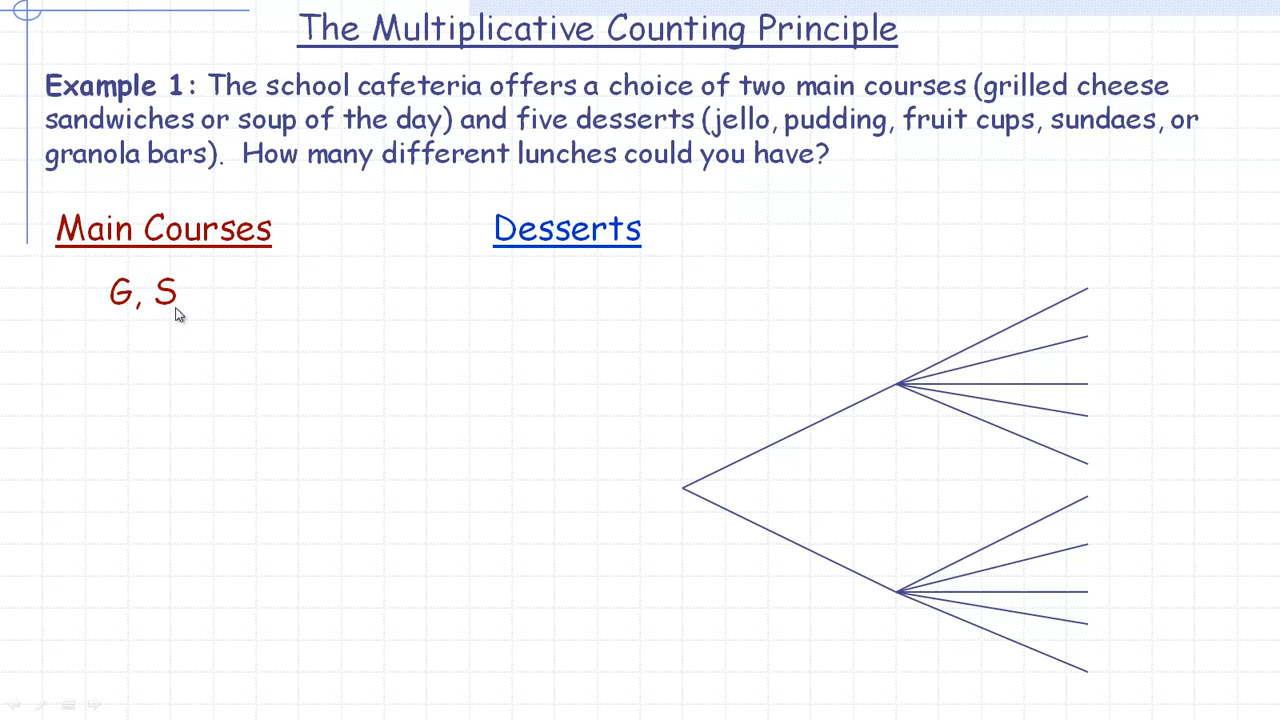 The Multiplicative Counting Principle
Example 1: The school cafeteria offers a choice of two main courses (grilled cheese
sandwiches or soup of the day) and five desserts (jello, pudding, fruit cups, sundaes, or
granola bars). How many different lunches could you have?
Main Courses
Desserts
G, S